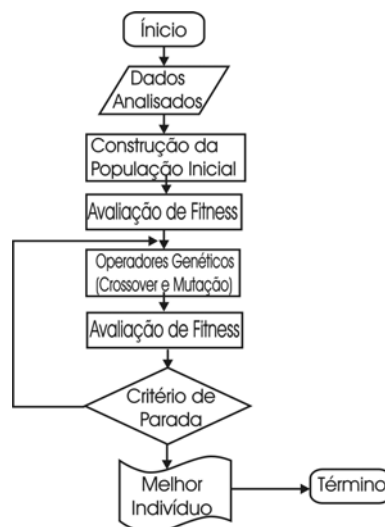 Ínicio
Dados
Analisados
Construção da
População Inicial
Avaliação de Fitness
Operadores Genéticos
(Crossover e Mutação)
Avaliação de Fitness
Critério de
Parada
Melhor
Indivíduo
Término